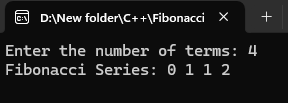 D:\New folder\C++\Fibonacci
Enter the number of terms: 4
Fibonacci Series: 0 1 1 2